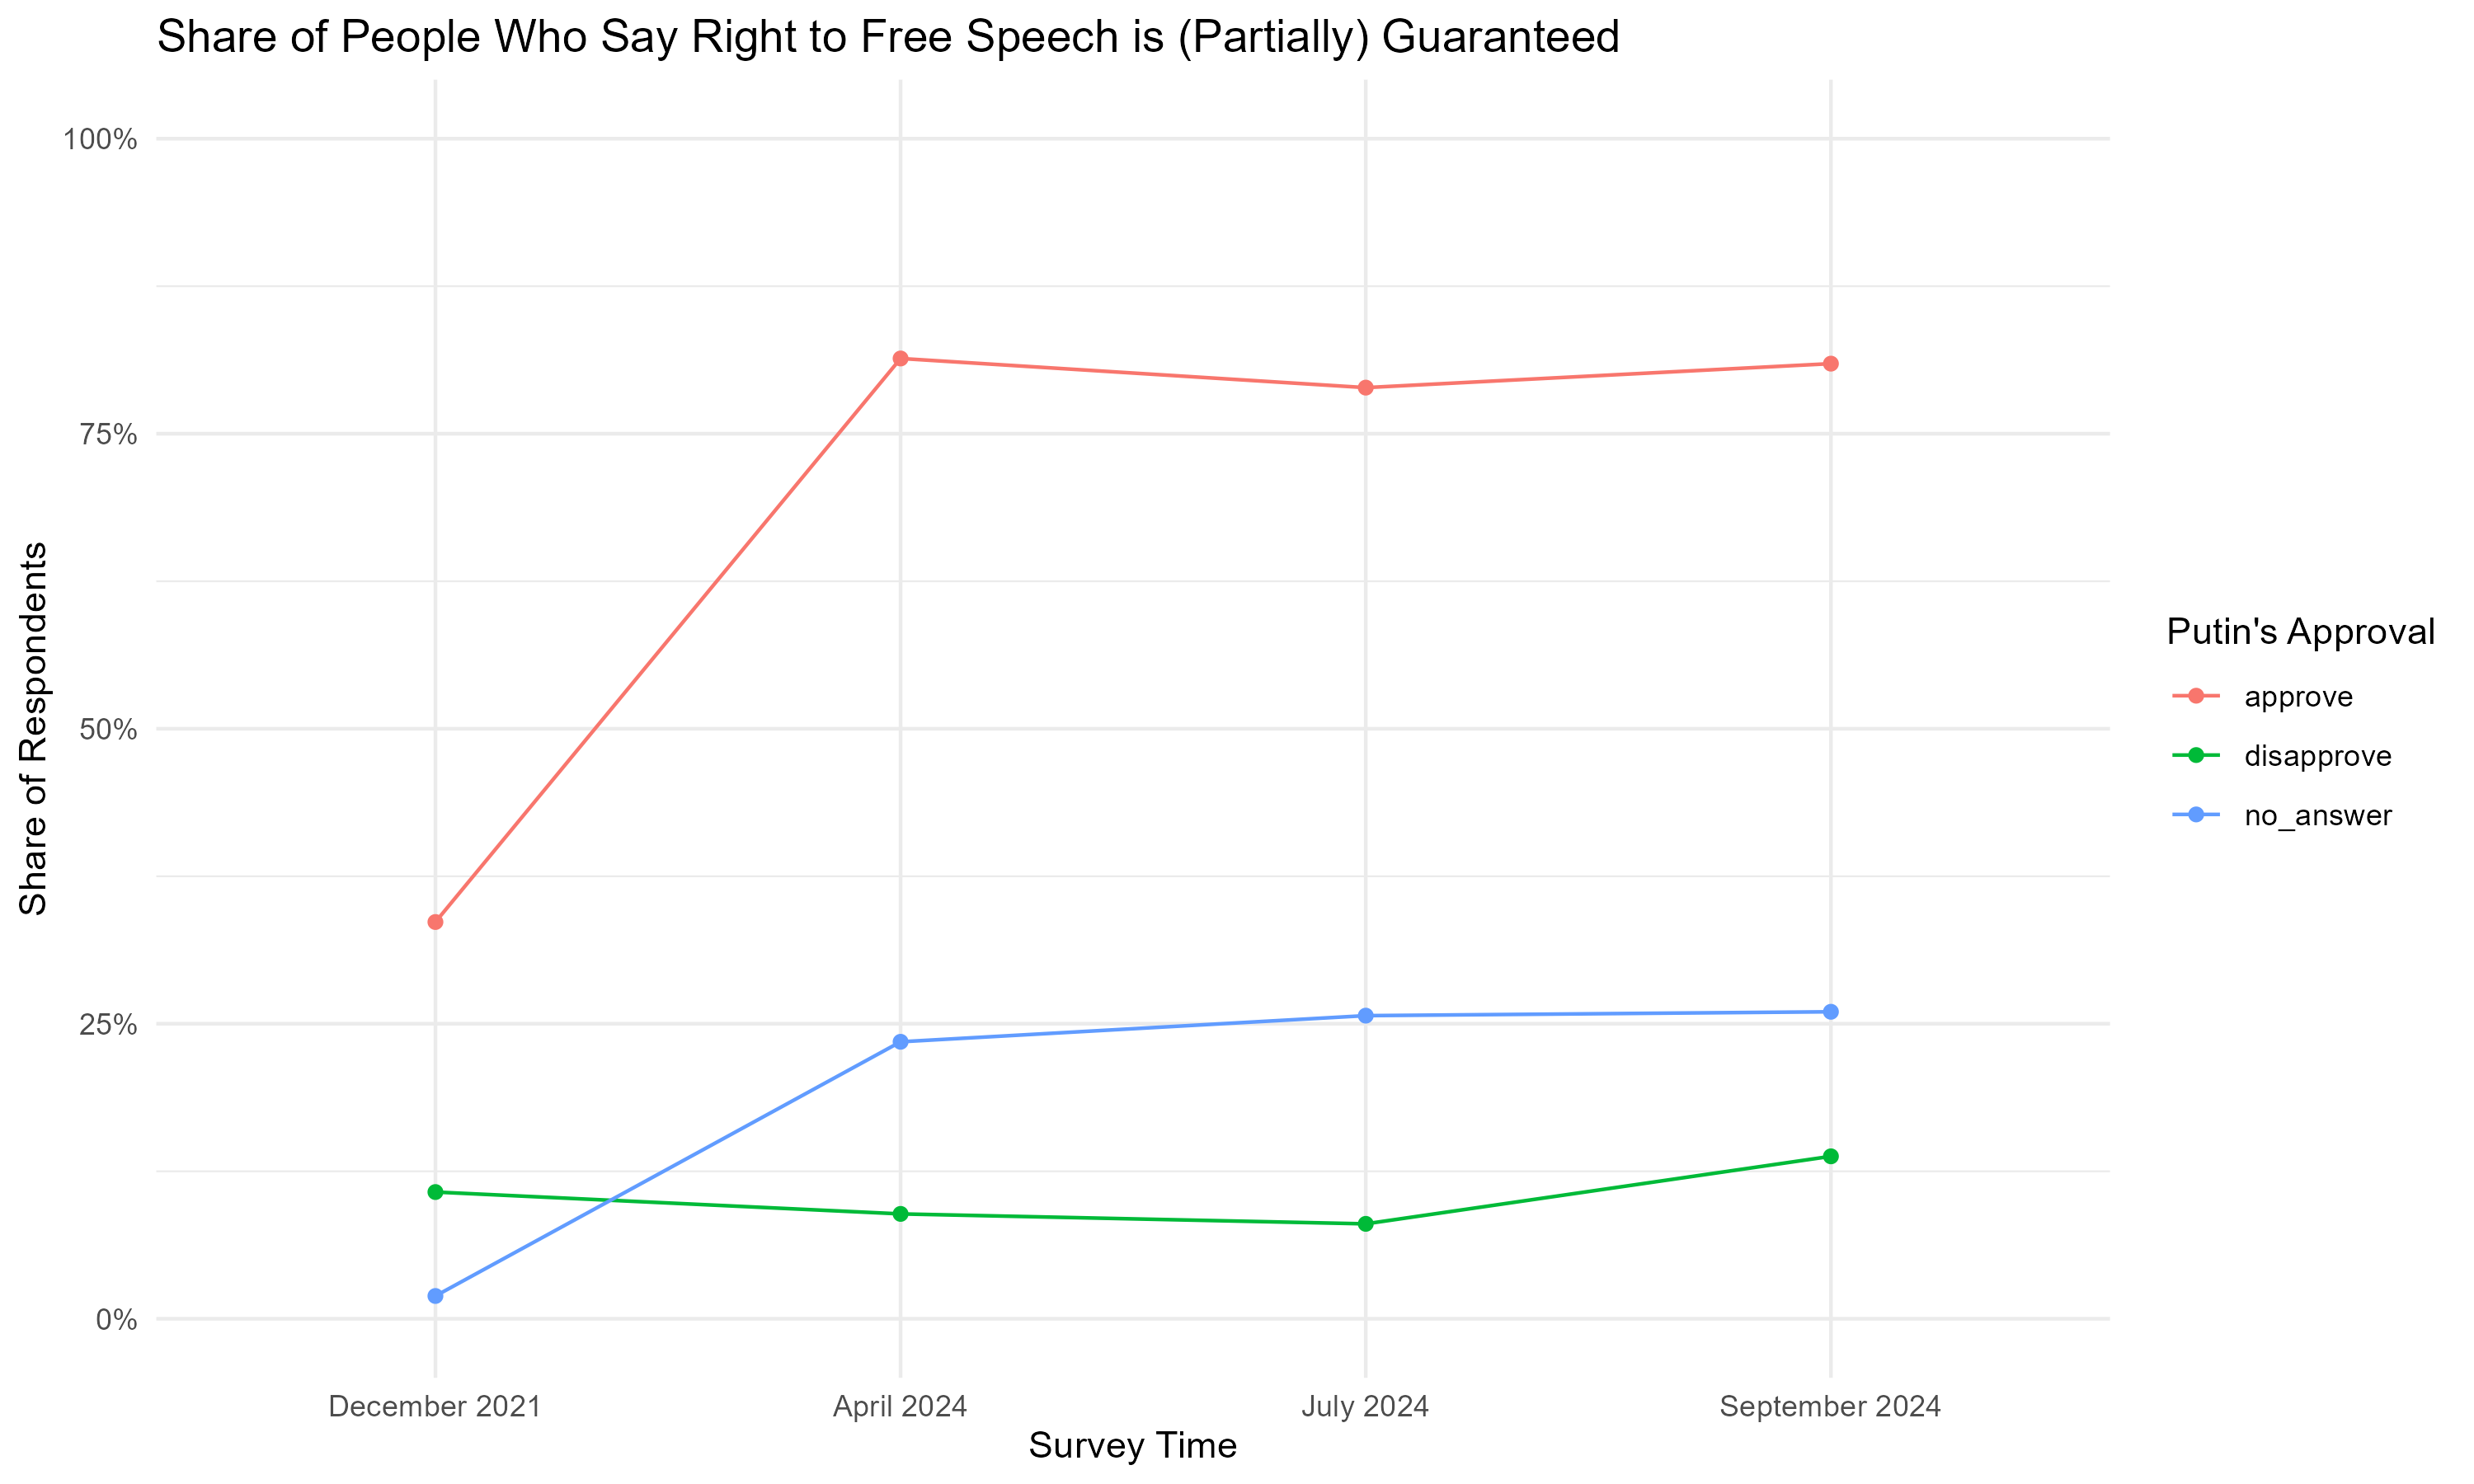 Share of People Who Say Right to Free Speech is (Partially) Guaranteed
100%
75%
50%
25%
0%
Share of Respondents
December 2021
April 2024
July 2024
September 2024
Survey Time
Putin's Approval
approve
disapprove
no_answer